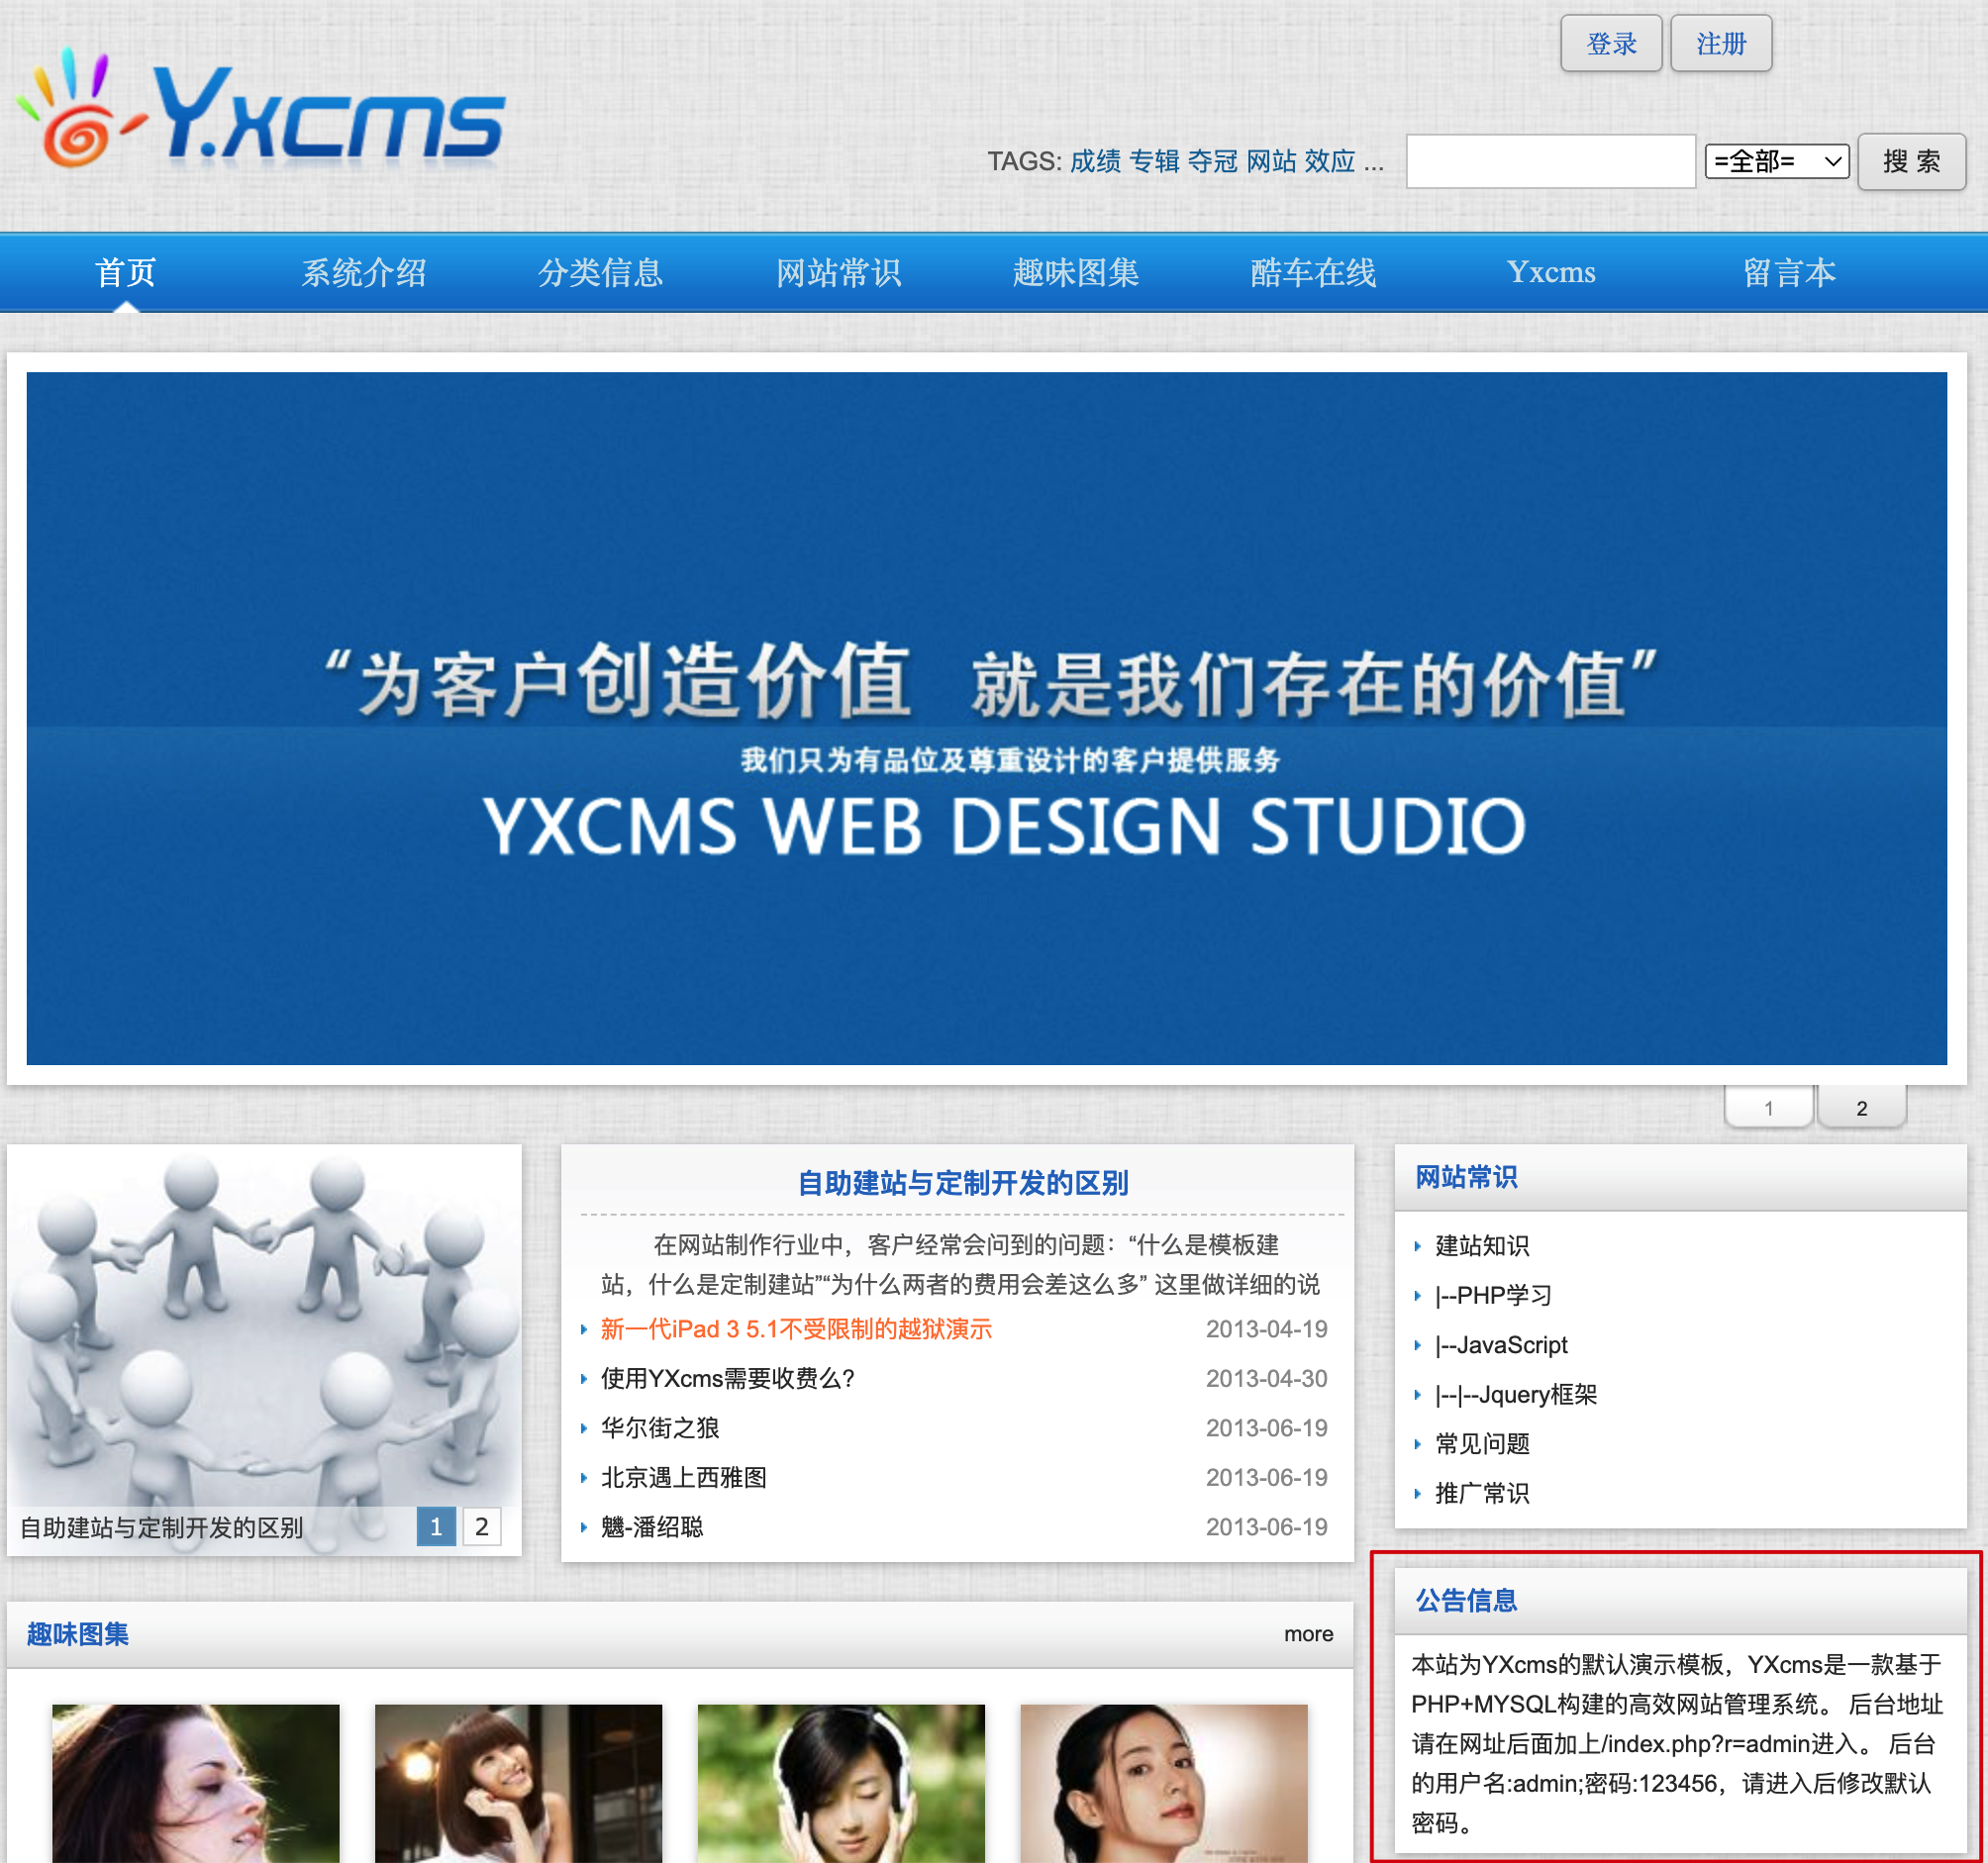 登录 注册
Y.xcms
TAGS: 成绩 专辑 夺冠 网站 效应 ... =全部= 搜 索
首页 系统介绍 分类信息 网站常识 趣味图集 酷车在线 Yxcms 留言本
“为客户创造价值 就是我们存在的价值”
我们只为有品位及尊重设计的客户提供服务
YXCMS WEB DESIGN STUDIO
1 2
自助建站与定制开发的区别 1 2
自助建站与定制开发的区别
在网站制作行业中，客户经常会问到的问题：“什么是模板建
站，什么是定制建站”“为什么两者的费用会差这么多” 这里做详细的说
新一代iPad 3 5.1不受限制的越狱演示 2013-04-19
使用YXcms需要收费么? 2013-04-30
华尔街之狼 2013-06-19
北京遇上西雅图 2013-06-19
魕-潘绍聪 2013-06-19
网站常识
建站知识
|--PHP学习
|--JavaScript
|--|--Jquery框架
常见问题
推广常识
趣味图集 more
公告信息
本站为YXcms的默认演示模板，YXcms是一款基于
PHP+MYSQL构建的高效网站管理系统。 后台地址
请在网址后面加上/index.php?r=admin进入。 后台
的用户名:admin;密码:123456，请进入后修改默认
密码。